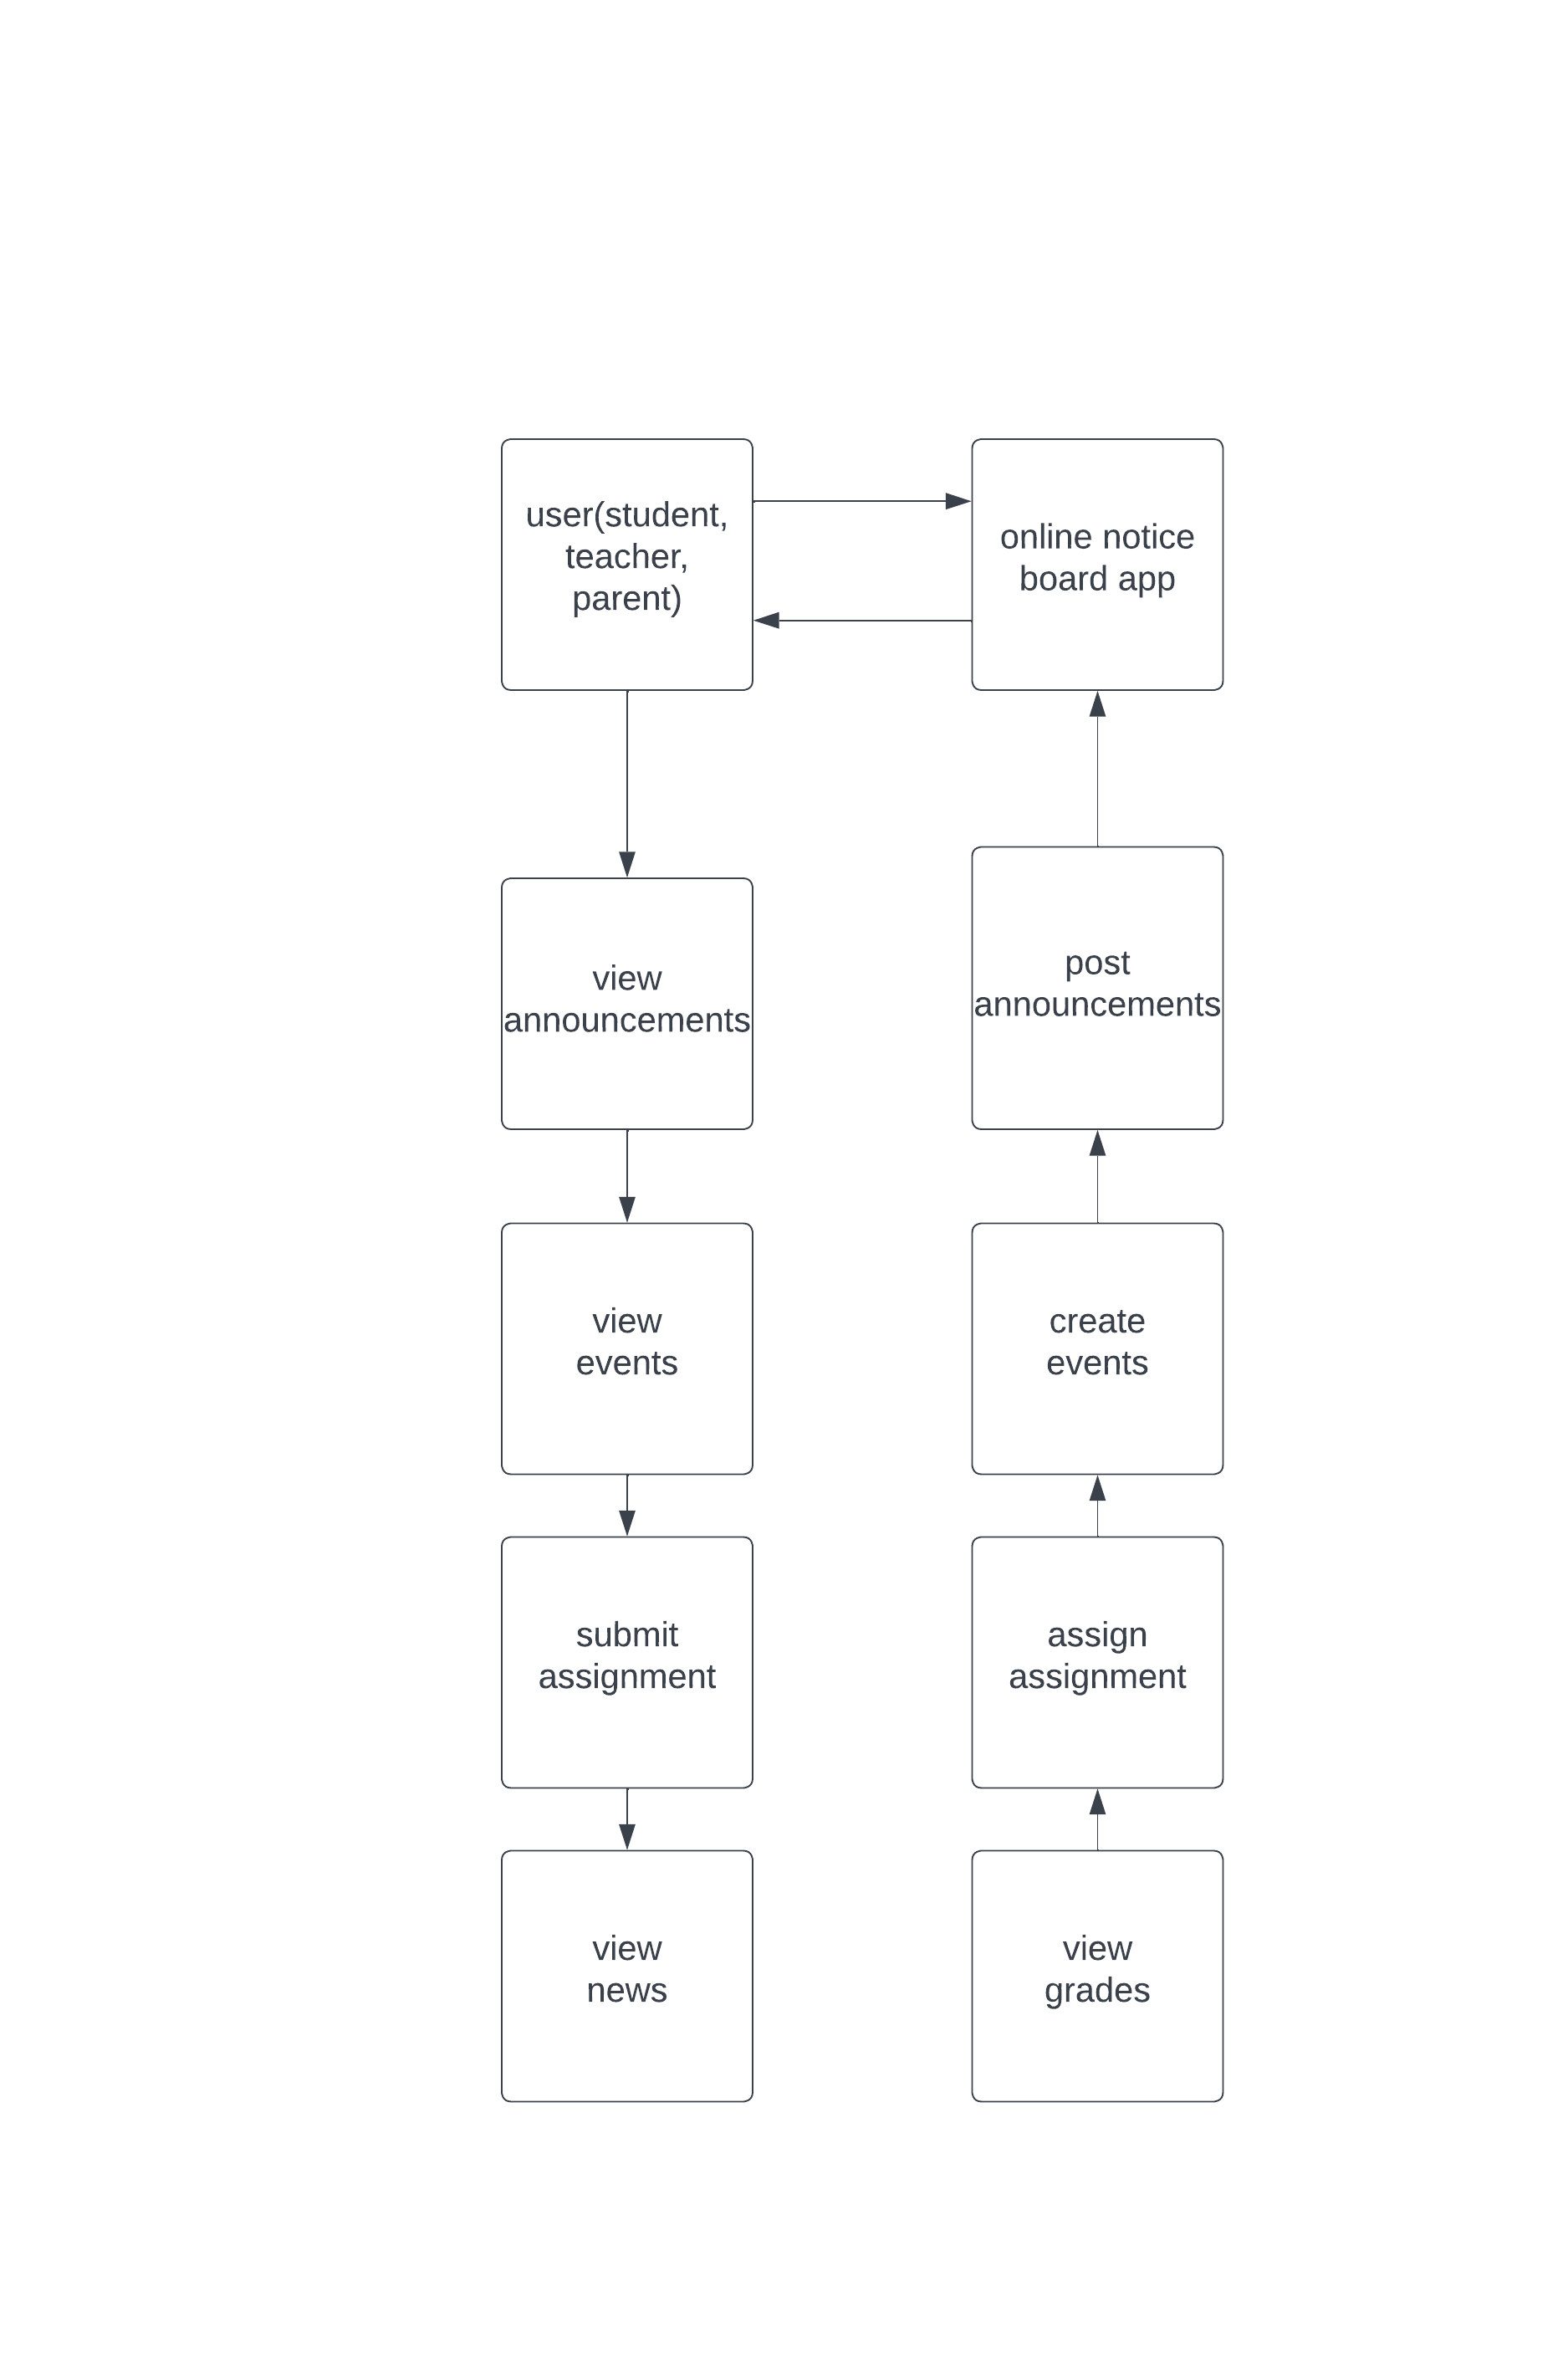 user(student,
teacher,
parent)
online notice
board app
view
announcements
post
announcements
view
events
create
events
submit
assignment
assign
assignment
view
news
view
grades